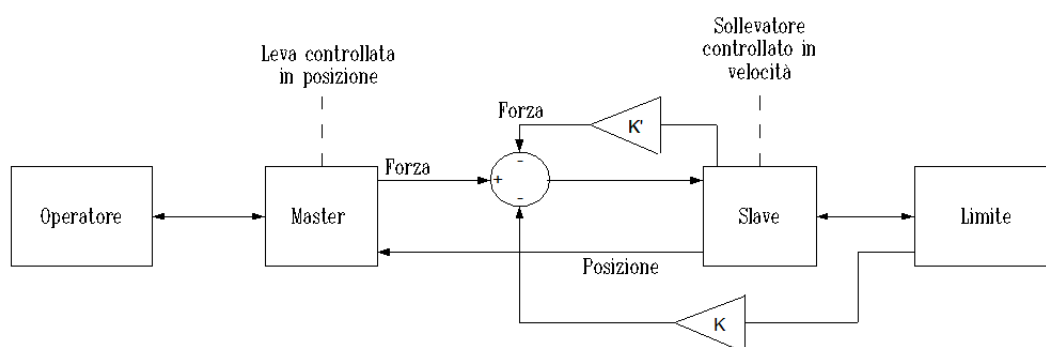 Leva controllata
in posizione
Sollevatore
controllato in
velocità
Forza
K'
-
Forza
+
-
Operatore
Master
Slave
Limite
Posizione
K